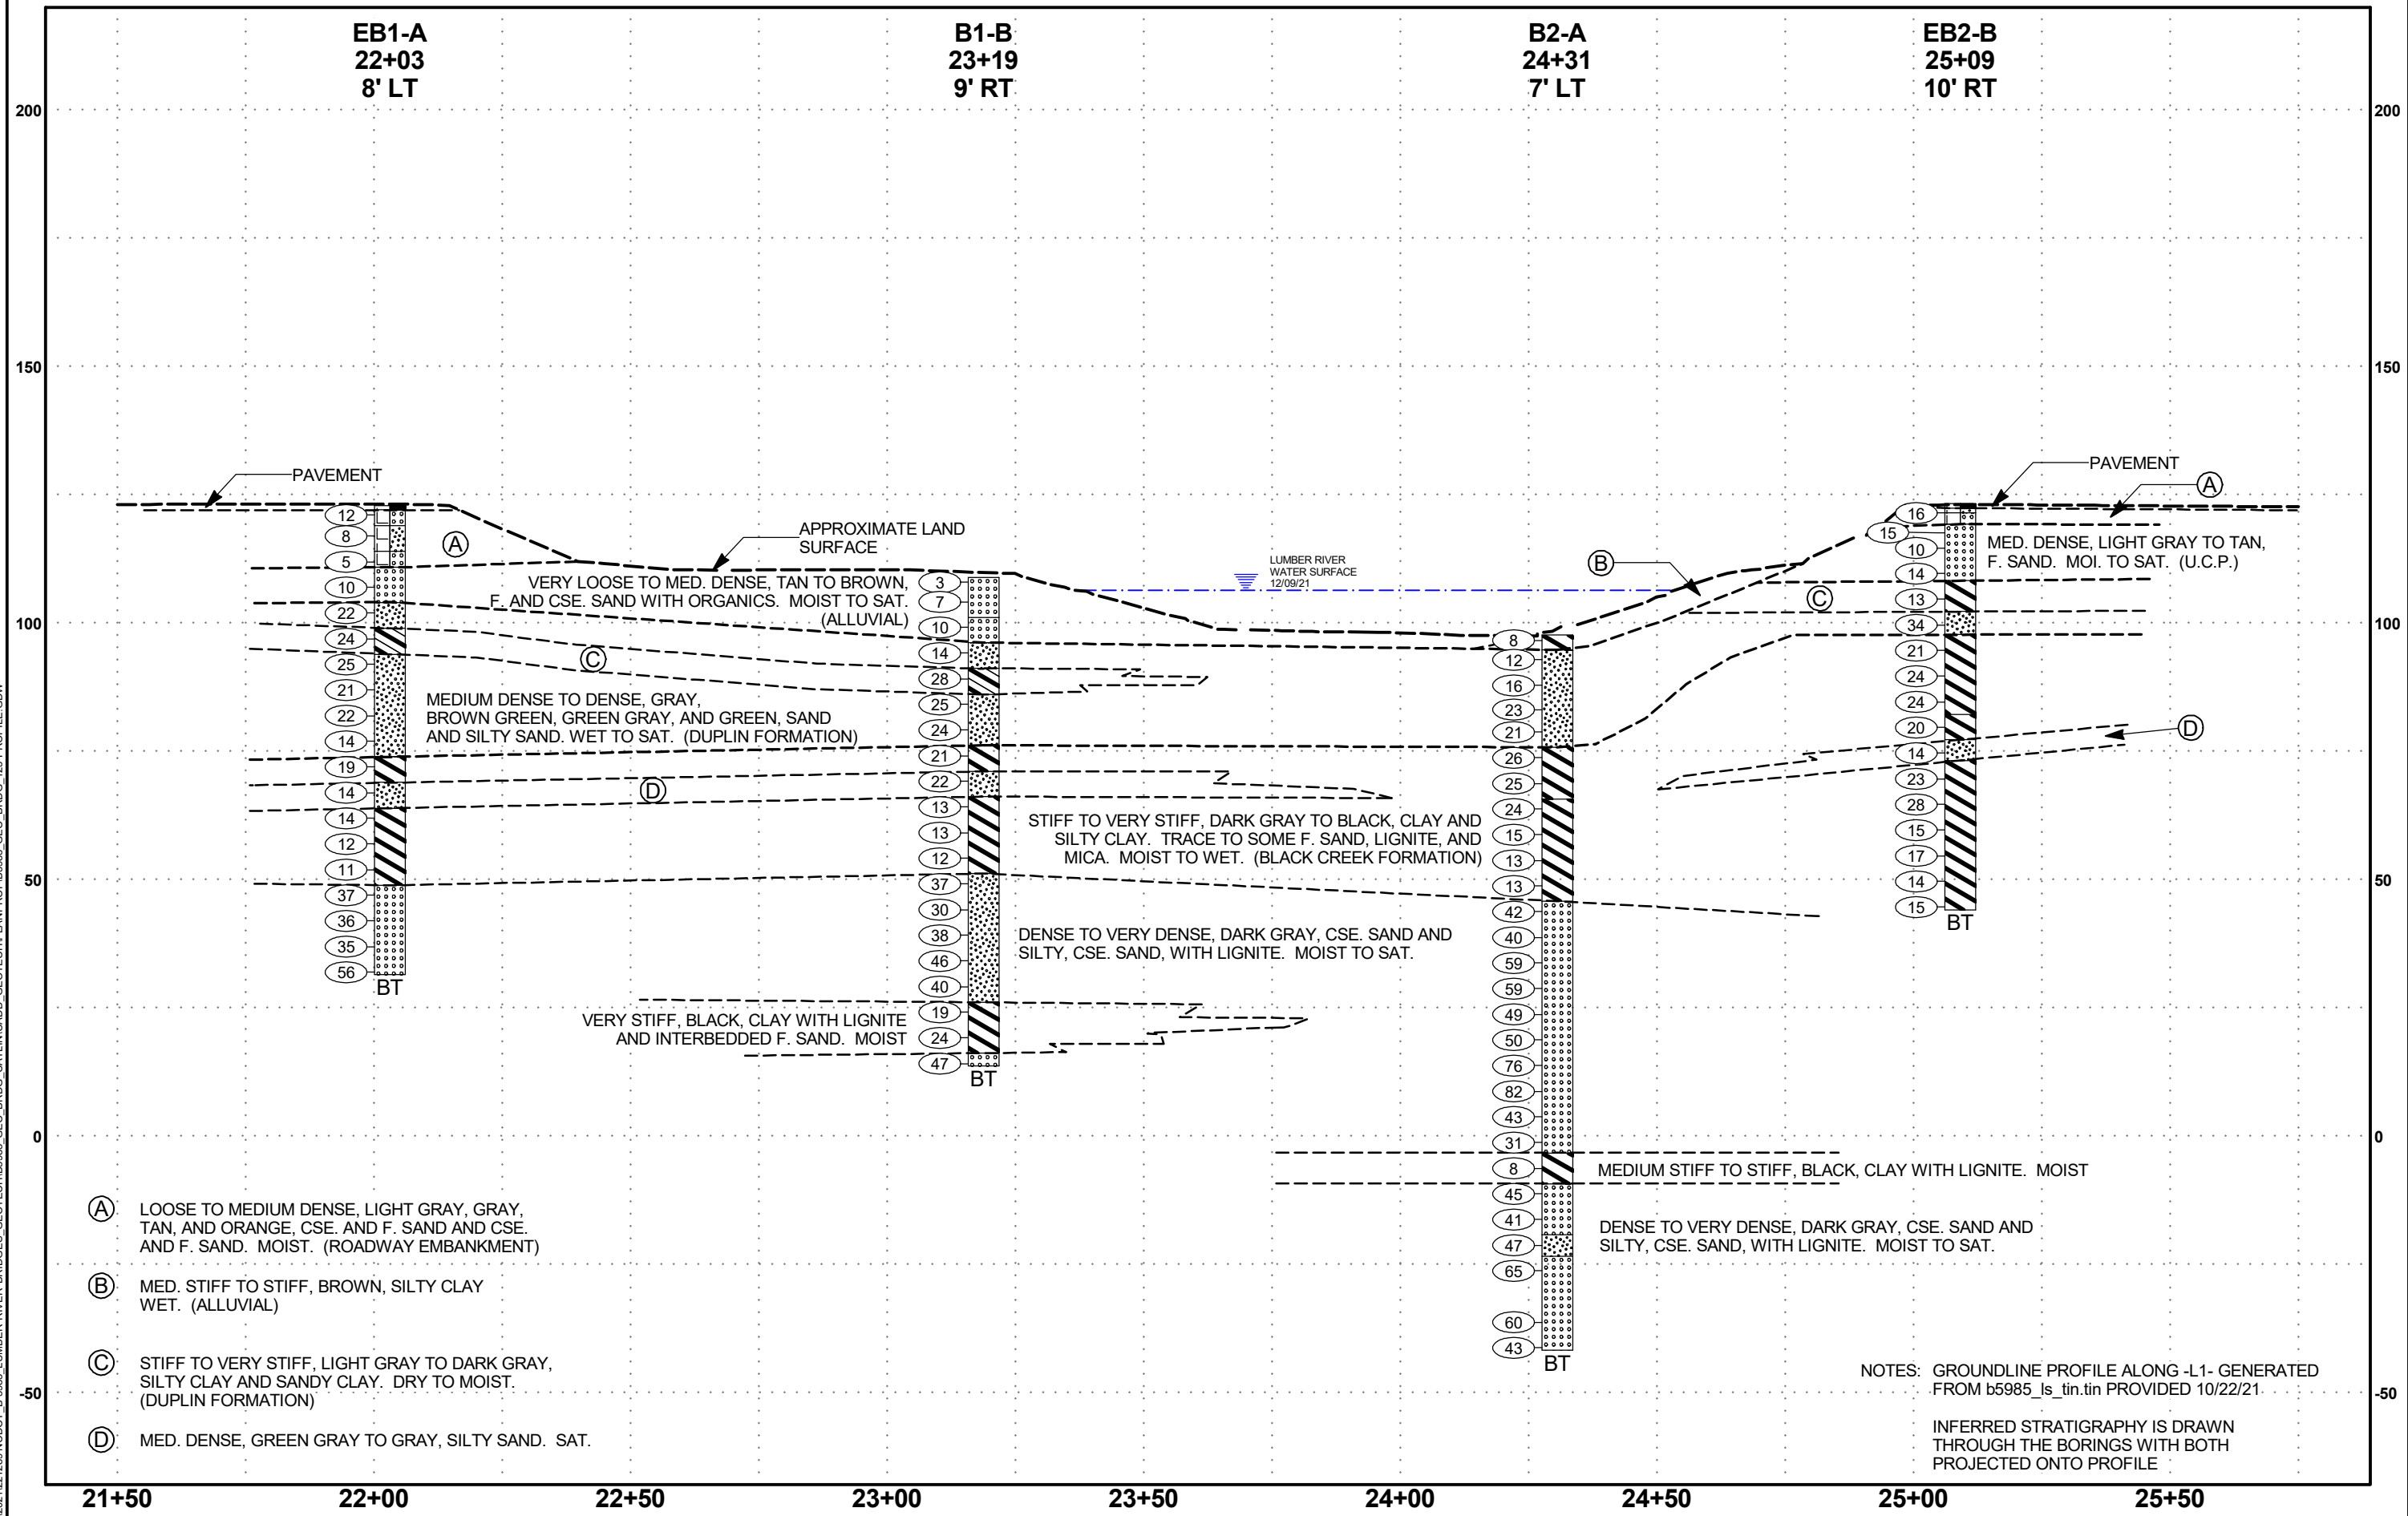 EB1-A
22+03
8' LT
B1-B
23+19
9' RT
B2-A
24+31
7' LT
EB2-B
25+09
10' RT
200
200
150
150
100
100
50
50
0
0
-50
-50
PAVEMENT
PAVEMENT
A
A
APPROXIMATE LAND
SURFACE
LUMBER RIVER
WATER SURFACE
12/09/21
B
C
MED. DENSE, LIGHT GRAY TO TAN,
F. SAND. MOI. TO SAT. (U.C.P.)
VERY LOOSE TO MED. DENSE, TAN TO BROWN,
F. AND CSE. SAND WITH ORGANICS. MOIST TO SAT.
(ALLUVIAL)
C
MEDIUM DENSE TO DENSE, GRAY,
BROWN GREEN, GREEN GRAY, AND GREEN, SAND
AND SILTY SAND. WET TO SAT. (DUPLIN FORMATION)
D
D
STIFF TO VERY STIFF, DARK GRAY TO BLACK, CLAY AND
SILTY CLAY. TRACE TO SOME F. SAND, LIGNITE, AND
MICA. MOIST TO WET. (BLACK CREEK FORMATION)
DENSE TO VERY DENSE, DARK GRAY, CSE. SAND AND
SILTY, CSE. SAND, WITH LIGNITE. MOIST TO SAT.
VERY STIFF, BLACK, CLAY WITH LIGNITE
AND INTERBEDDED F. SAND. MOIST
MEDIUM STIFF TO STIFF, BLACK, CLAY WITH LIGNITE. MOIST
DENSE TO VERY DENSE, DARK GRAY, CSE. SAND AND
SILTY, CSE. SAND, WITH LIGNITE. MOIST TO SAT.
12
8
5
10
22
24
25
21
22
14
19
14
14
12
11
37
36
35
56
BT
3
7
10
14
28
25
24
21
22
13
13
12
37
30
38
46
40
19
24
47
BT
8
12
16
23
21
26
25
24
15
13
13
42
40
59
59
49
50
76
82
43
31
8
45
41
47
65
60
43
BT
16
15
10
14
13
34
21
24
24
20
14
23
28
15
17
14
15
BT
A LOOSE TO MEDIUM DENSE, LIGHT GRAY, GRAY,
TAN, AND ORANGE, CSE. AND F. SAND AND CSE.
AND F. SAND. MOIST. (ROADWAY EMBANKMENT)
B MED. STIFF TO STIFF, BROWN, SILTY CLAY
WET. (ALLUVIAL)
C STIFF TO VERY STIFF, LIGHT GRAY TO DARK GRAY,
SILTY CLAY AND SANDY CLAY. DRY TO MOIST.
(DUPLIN FORMATION)
D MED. DENSE, GREEN GRAY TO GRAY, SILTY SAND. SAT.
NOTES: GROUNDLINE PROFILE ALONG -L1- GENERATED
FROM b5985_ls_tin.tin PROVIDED 10/22/21
INFERRED STRATIGRAPHY IS DRAWN
THROUGH THE BORINGS WITH BOTH
PROJECTED ONTO PROFILE
21+50 22+00 22+50 23+00 23+50 24+00 24+50 25+00 25+50